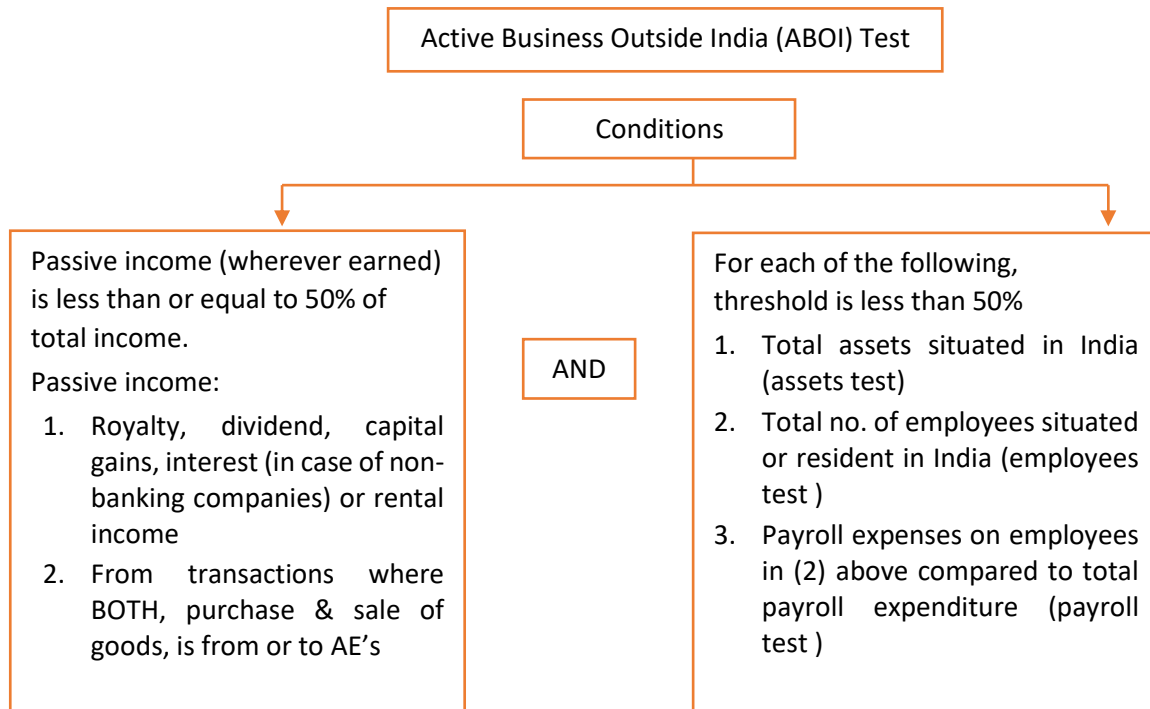 Active Business Outside India (ABOI) Test
Conditions
Passive income (wherever earned)
is less than or equal to 50% of
total income.
Passive income:
1. Royalty, dividend, capital
gains, interest (in case of non-
banking companies) or rental
income
2. From transactions where
BOTH, purchase & sale of
goods, is from or to AE’s
AND
For each of the following,
threshold is less than 50%
1. Total assets situated in India
(assets test)
2. Total no. of employees situated
or resident in India (employees
test )
3. Payroll expenses on employees
in (2) above compared to total
payroll expenditure (payroll
test )